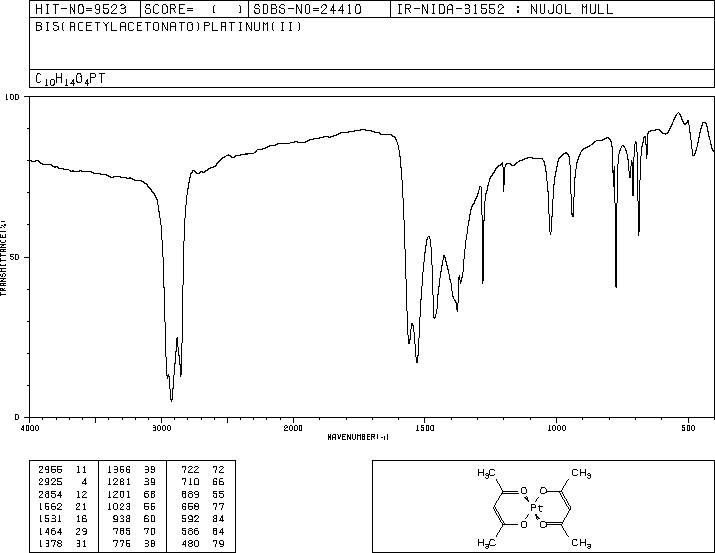 HIT-NO=9523 SCORE= ( ) SDBS-NO=24410 IR-NIDA-31552 : NUJOL MULL
BIS(ACETYLACETONATO)PLATINUM(II)
C10H14O4PT
100
50
0
TRANSMITTANCE(%)
4000 3000 2000 1500 1000 500
WAVENUMBER(-1)
2955 11 1366 39 722 72
2925 4 1281 39 710 66
2854 12 1201 68 689 55
1562 21 1023 55 658 77
1531 16 938 60 592 84
1464 29 785 70 586 84
1378 31 776 38 480 79
H3C CH3
O O
Pt
O O
H3C CH3